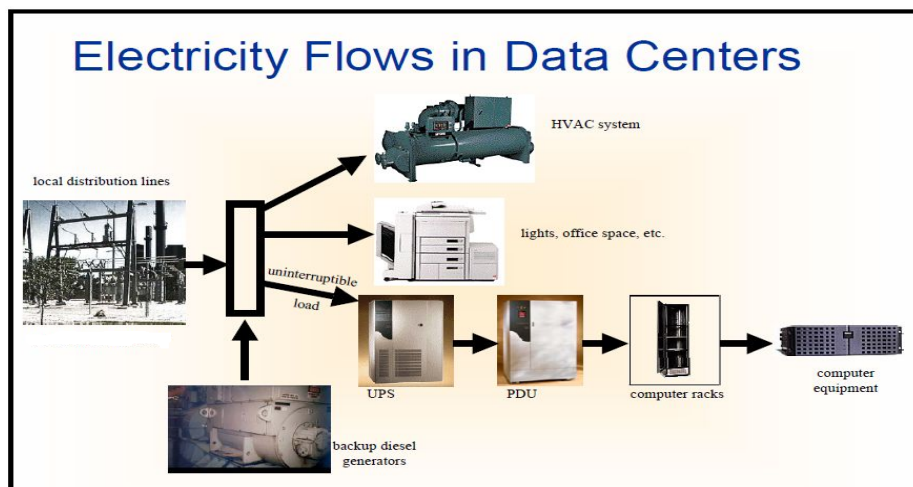 Electricity Flows in Data Centers
HVAC system
local distribution lines
lights, office space, etc.
uninterruptible
load
UPS
PDU
computer racks
computer
equipment
backup diesel
generators